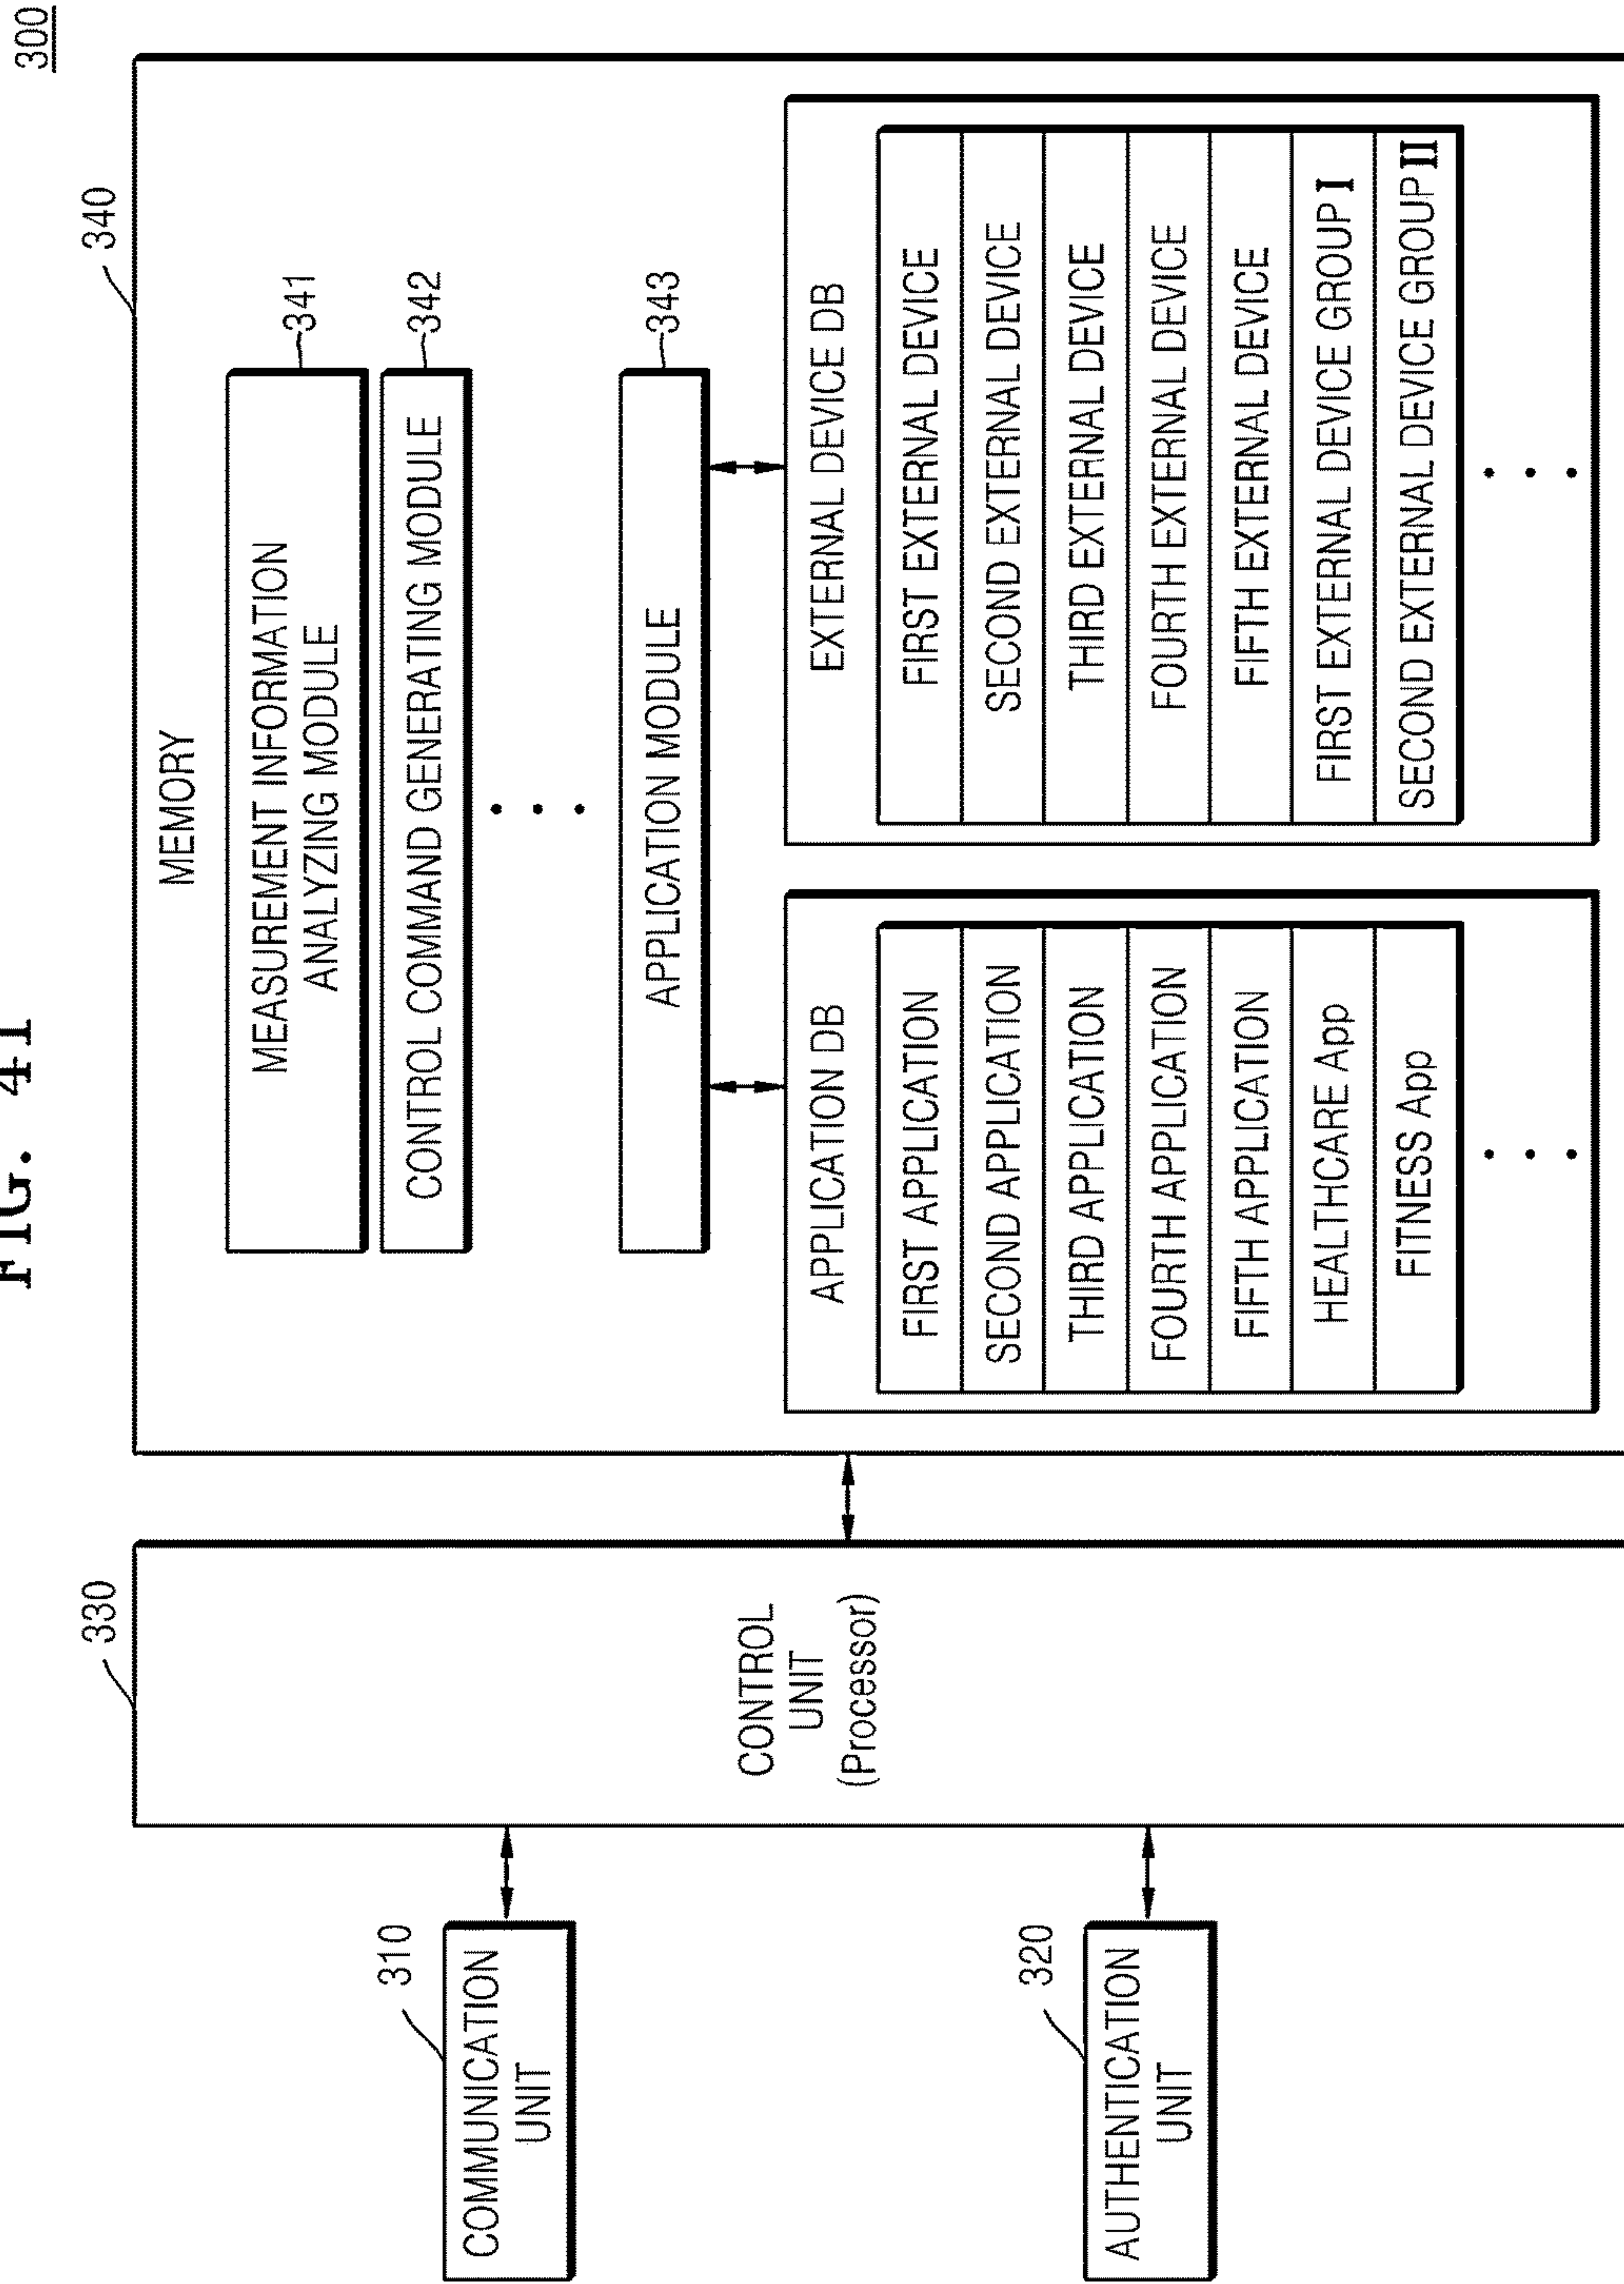 FIG. 41
300
310
COMMUNICATION
UNIT
320
AUTHENTICATION
UNIT
330
CONTROL
UNIT
(Processor)
340
MEMORY
MEASUREMENT INFORMATION
ANALYZING MODULE
341
CONTROL COMMAND GENERATING MODULE
342
APPLICATION MODULE
343
APPLICATION DB
FIRST APPLICATION
SECOND APPLICATION
THIRD APPLICATION
FOURTH APPLICATION
FIFTH APPLICATION
HEALTHCARE App
FITNESS App
EXTERNAL DEVICE DB
FIRST EXTERNAL DEVICE
SECOND EXTERNAL DEVICE
THIRD EXTERNAL DEVICE
FOURTH EXTERNAL DEVICE
FIFTH EXTERNAL DEVICE
FIRST EXTERNAL DEVICE GROUP I
SECOND EXTERNAL DEVICE GROUP II